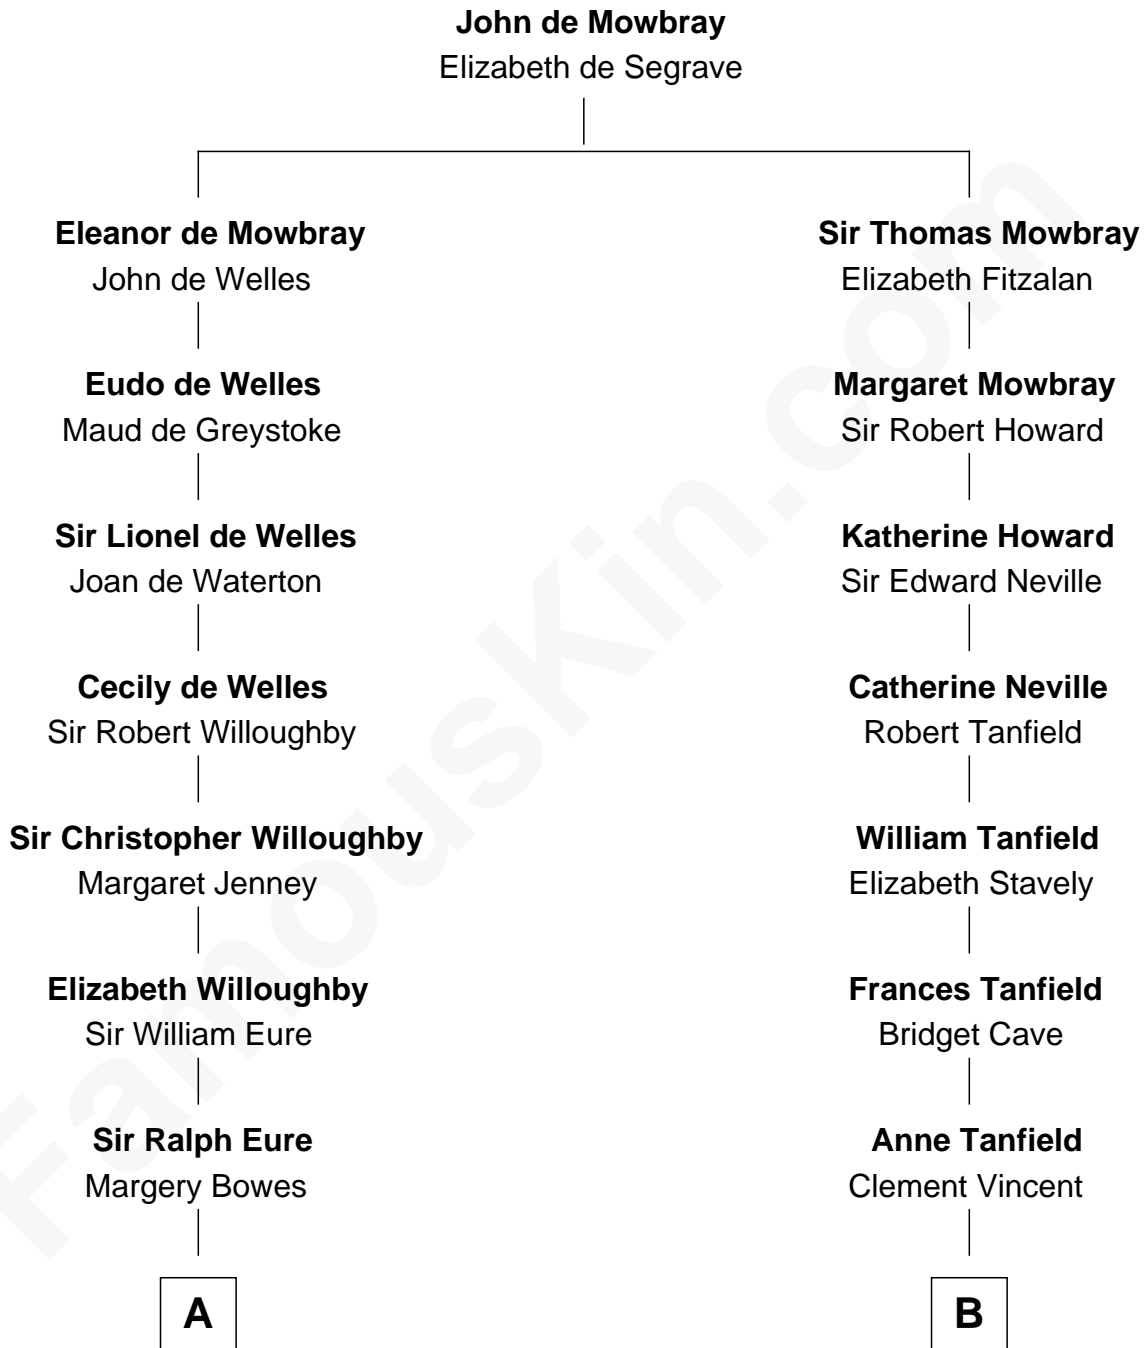 John de Mowbray
Elizabeth de Segrave
Eleanor de Mowbray
John de Welles
Sir Thomas Mowbray
Elizabeth Fitzalan
Eudo de Welles
Maud de Greystoke
Margaret Mowbray
Sir Robert Howard
Sir Lionel de Welles
Joan de Waterton
Katherine Howard
Sir Edward Neville
Cecily de Welles
Sir Robert Willoughby
Catherine Neville
Robert Tanfield
Sir Christopher Willoughby
Margaret Jenney
William Tanfield
Elizabeth Stavely
Elizabeth Willoughby
Sir William Eure
Frances Tanfield
Bridget Cave
Sir Ralph Eure
Margery Bowes
Anne Tanfield
Clement Vincent
A
B
FamousKin.com